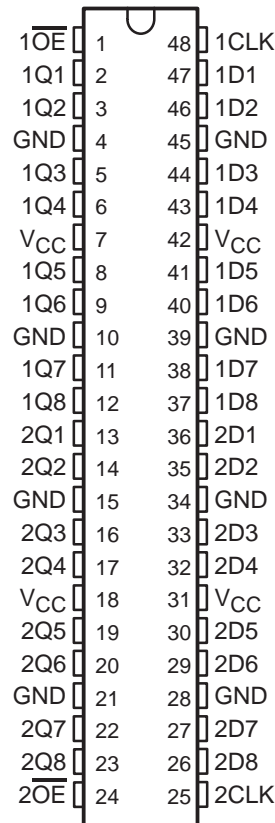 1O̅E̅ 1 48 1CLK
1Q1 2 47 1D1
1Q2 3 46 1D2
GND 4 45 GND
1Q3 5 44 1D3
1Q4 6 43 1D4
VCC 7 42 VCC
1Q5 8 41 1D5
1Q6 9 40 1D6
GND 10 39 GND
1Q7 11 38 1D7
1Q8 12 37 1D8
2Q1 13 36 2D1
2Q2 14 35 2D2
GND 15 34 GND
2Q3 16 33 2D3
2Q4 17 32 2D4
VCC 18 31 VCC
2Q5 19 30 2D5
2Q6 20 29 2D6
GND 21 28 GND
2Q7 22 27 2D7
2Q8 23 26 2D8
2O̅E̅ 24 25 2CLK